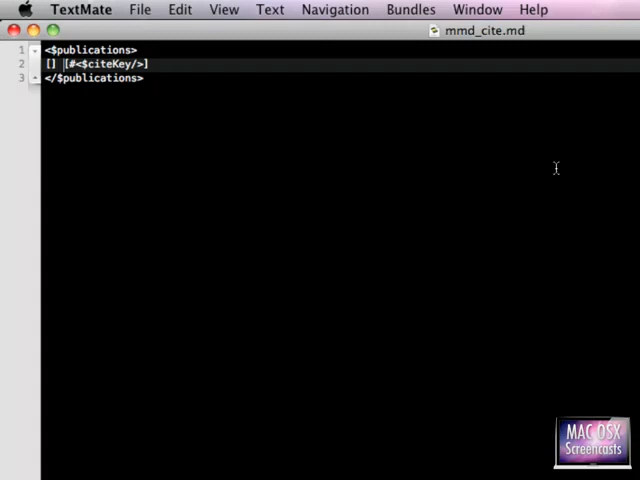 TextMate File Edit View Text Navigation Bundles Window Help
mmd_cite.md
1 <$publications>
2 [] [#<$citeKey/>]
3 </$publications>
MAC OSX
Screencasts